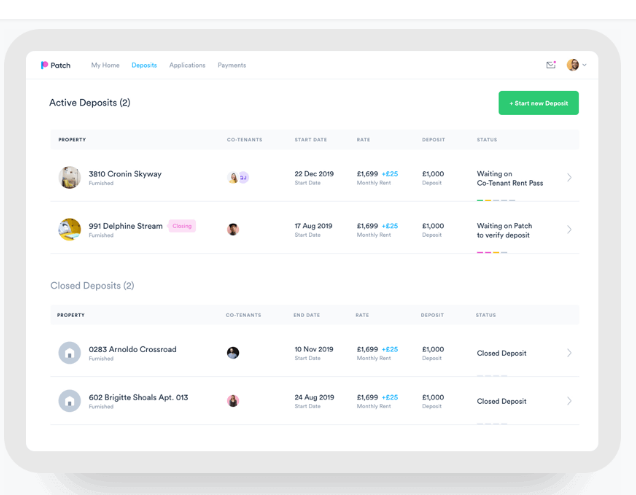 Patch My Home Deposits Applications Payments
Active Deposits (2) + Start new Deposit
PROPERTY CO-TENANTS START DATE RATE DEPOSIT STATUS
3810 Cronin Skyway 22 Dec 2019 £1,699 +£25 £1,000 Waiting on
Furnished Start Date Monthly Rent Deposit Co-Tenant Rent Pass
991 Delphine Stream Closing 17 Aug 2019 £1,699 +£25 £1,000 Waiting on Patch
Furnished Start Date Monthly Rent Deposit to verify deposit
Closed Deposits (2)
PROPERTY CO-TENANTS END DATE RATE DEPOSIT STATUS
0283 Arnoldo Crossroad 10 Nov 2019 £1,699 +£25 £1,000 Closed Deposit
Furnished Start Date Monthly Rent Deposit
602 Brigitte Shoals Apt. 013 24 Aug 2019 £1,699 +£25 £1,000 Closed Deposit
Furnished Start Date Monthly Rent Deposit